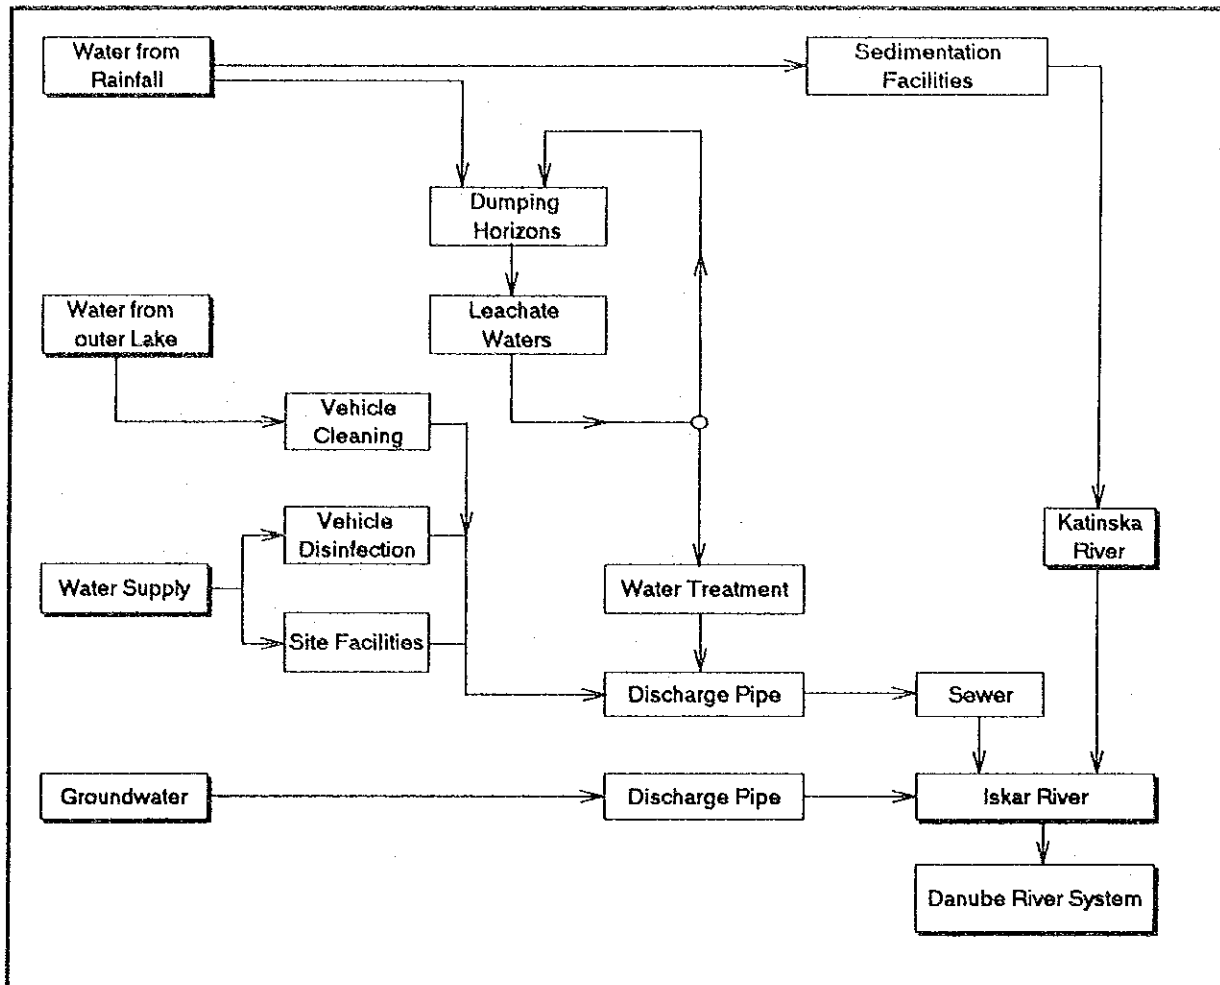 Water from
Rainfall
Sedimentation
Facilities
Dumping
Horizons
Water from
outer Lake
Leachate
Waters
Vehicle
Cleaning
Vehicle
Disinfection
Katinska
River
Water Supply
Water Treatment
Site Facilities
Discharge Pipe
Sewer
Groundwater
Discharge Pipe
Iskar River
Danube River System